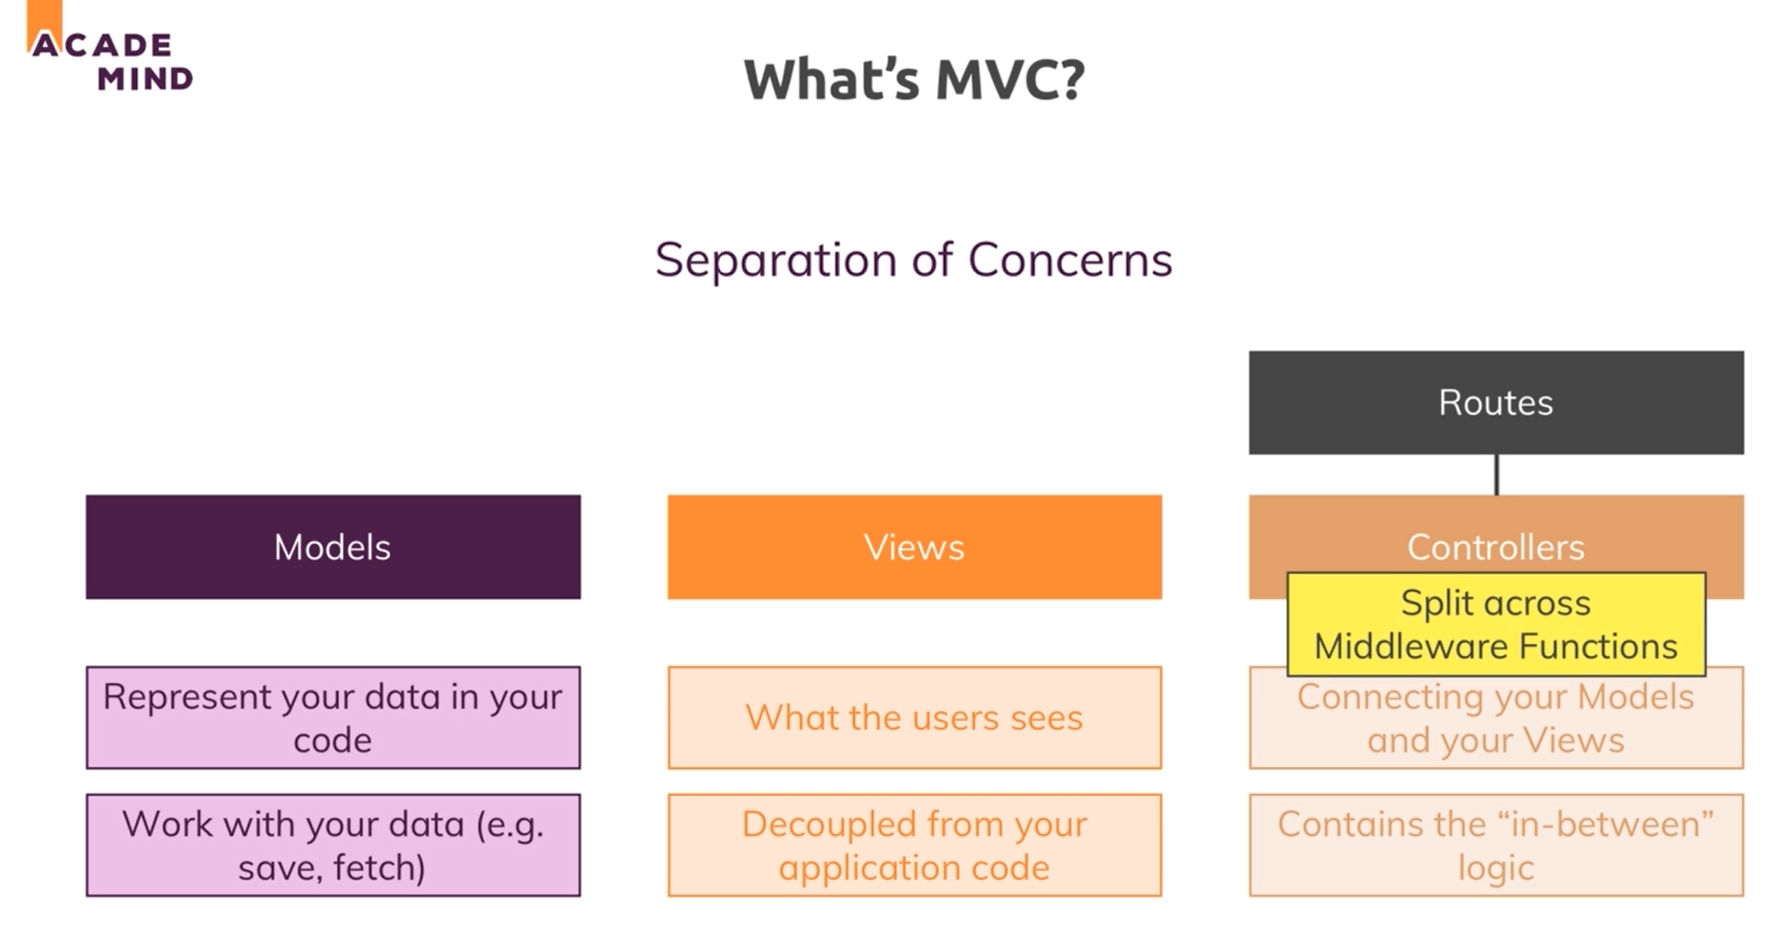 ACADE
MIND
What's MVC?
Separation of Concerns
Routes
Models
Views
Controllers
Split across
Middleware Functions
Represent your data in your
code
What the users sees
Connecting your Models
and your Views
Work with your data (e.g.
save, fetch)
Decoupled from your
application code
Contains the “in-between”
logic